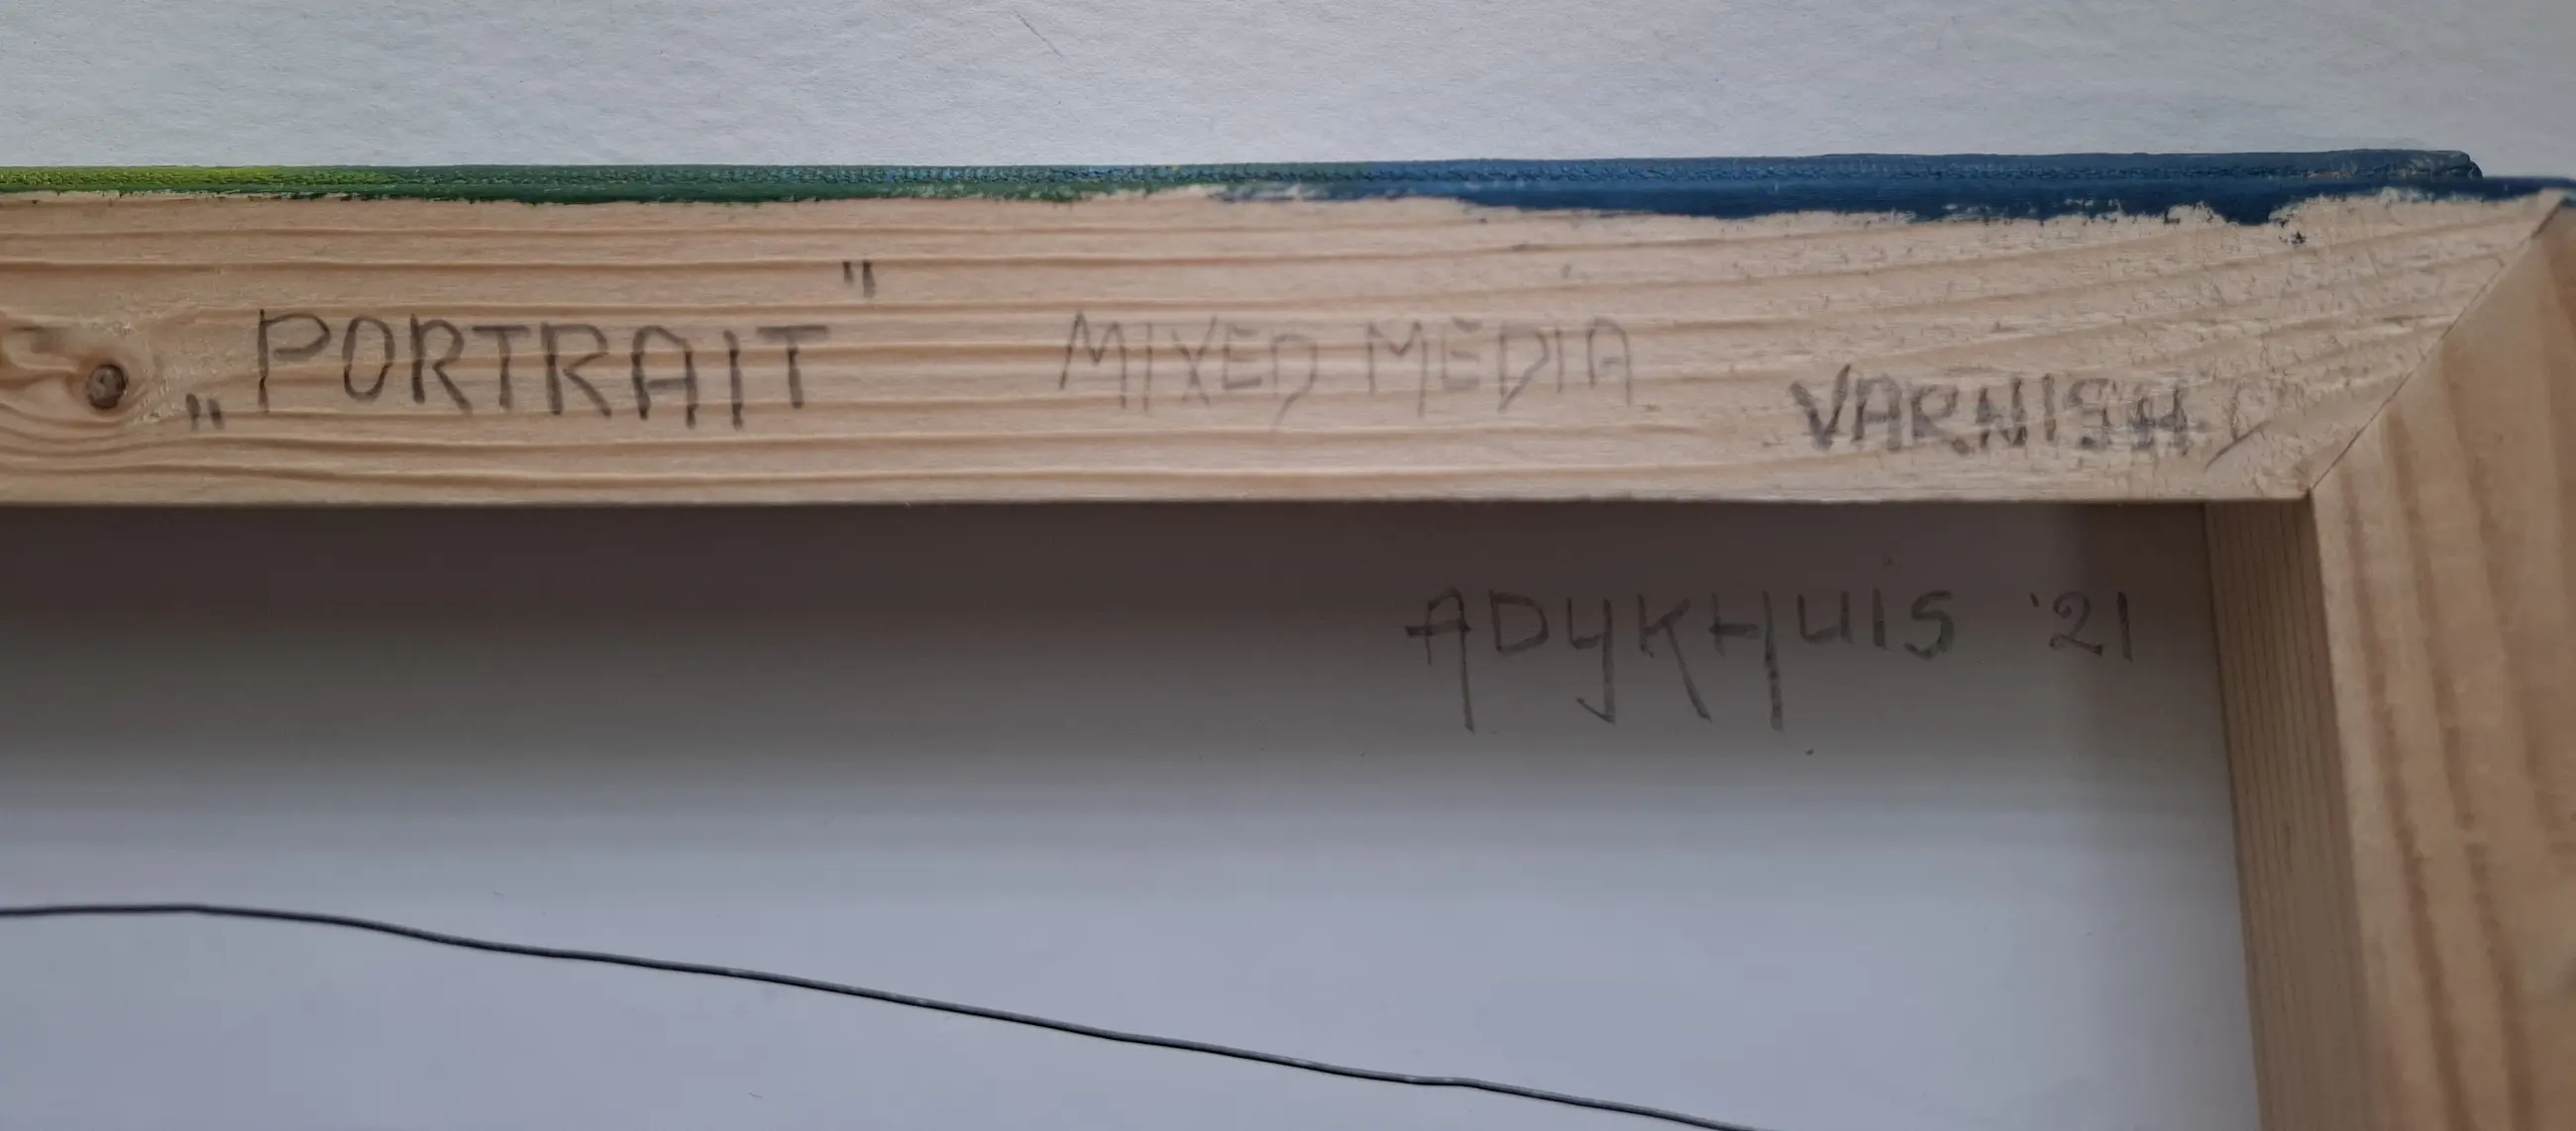 „PORTRAIT" MIXED MEDIA VARNISH
ADYKHUIS '21